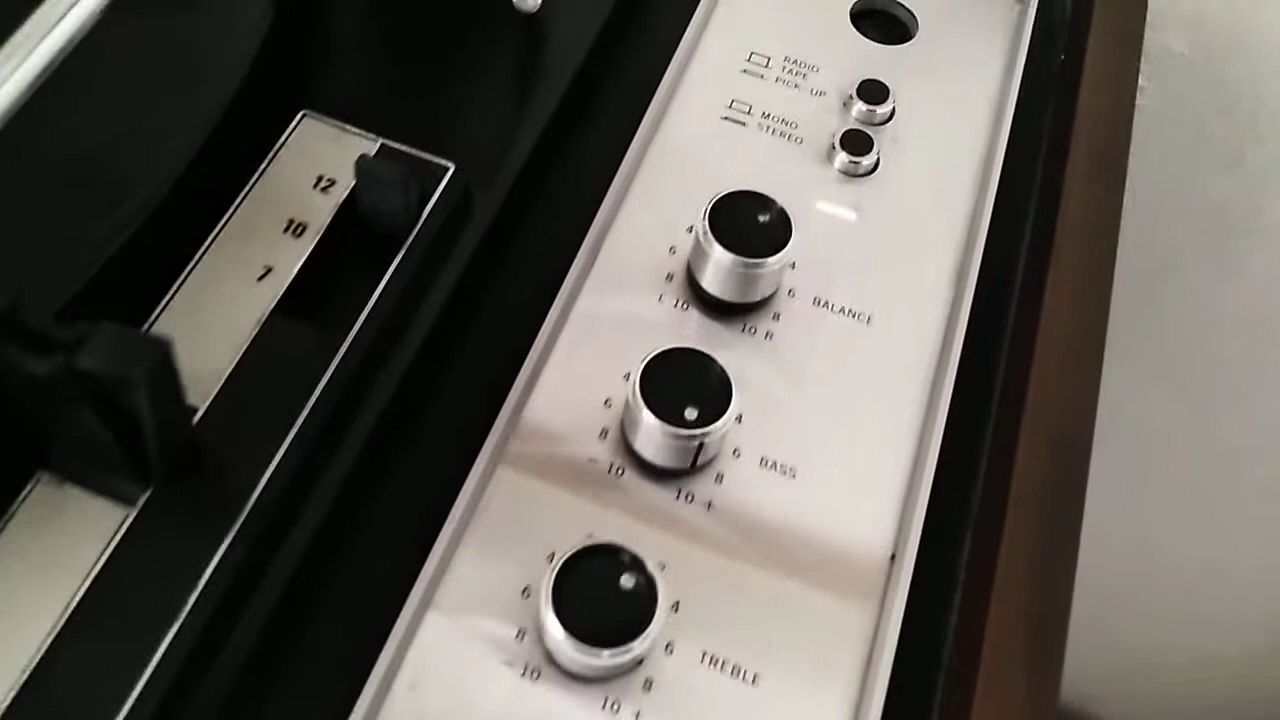 RADIO
TAPE
PICK-UP
MONO
STEREO
12
10
7
4 4
6 6
8 8
L 10 10 R
BALANCE
4 4
6 6
8 8
- 10 10 +
BASS
4 4
6 6
8 8
- 10 10 +
TREBLE